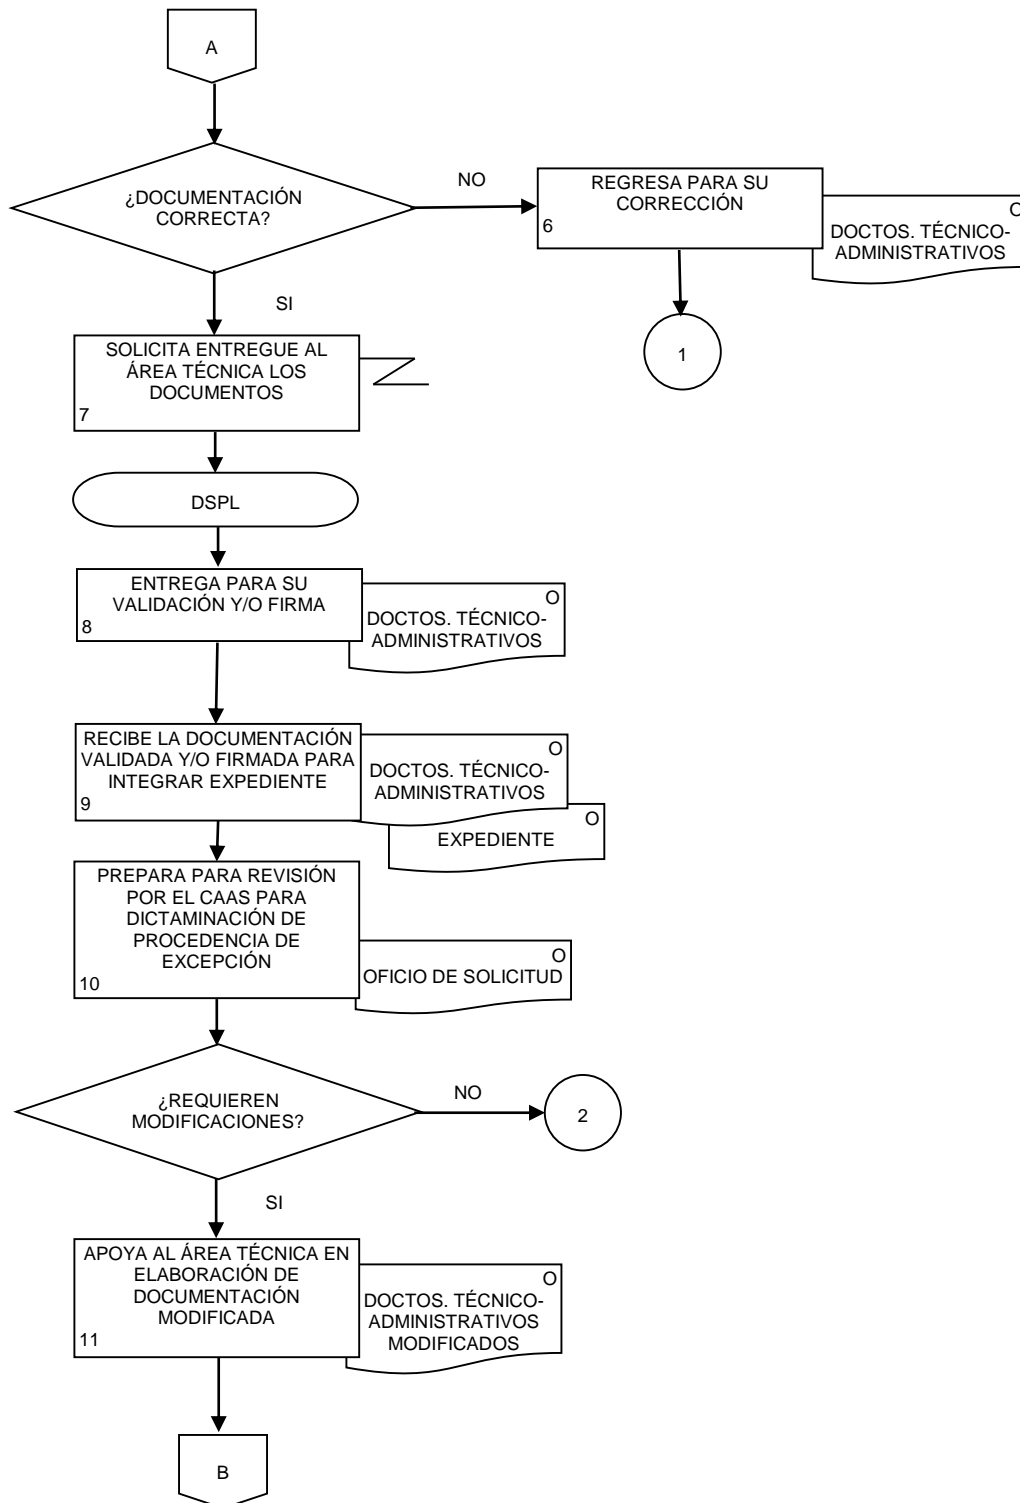 A
¿DOCUMENTACIÓN
CORRECTA?
NO
REGRESA PARA SU
CORRECCIÓN
6
O
DOCTOS. TÉCNICO-
ADMINISTRATIVOS
1
SI
SOLICITA ENTREGUE AL
ÁREA TÉCNICA LOS
DOCUMENTOS
7
DSPL
ENTREGA PARA SU
VALIDACIÓN Y/O FIRMA
8
O
DOCTOS. TÉCNICO-
ADMINISTRATIVOS
RECIBE LA DOCUMENTACIÓN
VALIDADA Y/O FIRMADA PARA
INTEGRAR EXPEDIENTE
9
O
DOCTOS. TÉCNICO-
ADMINISTRATIVOS
O
EXPEDIENTE
PREPARA PARA REVISIÓN
POR EL CAAS PARA
DICTAMINACIÓN DE
PROCEDENCIA DE
EXCEPCIÓN
10
O
OFICIO DE SOLICITUD
¿REQUIEREN
MODIFICACIONES?
NO
2
SI
APOYA AL ÁREA TÉCNICA EN
ELABORACIÓN DE
DOCUMENTACIÓN
MODIFICADA
11
O
DOCTOS. TÉCNICO-
ADMINISTRATIVOS
MODIFICADOS
B